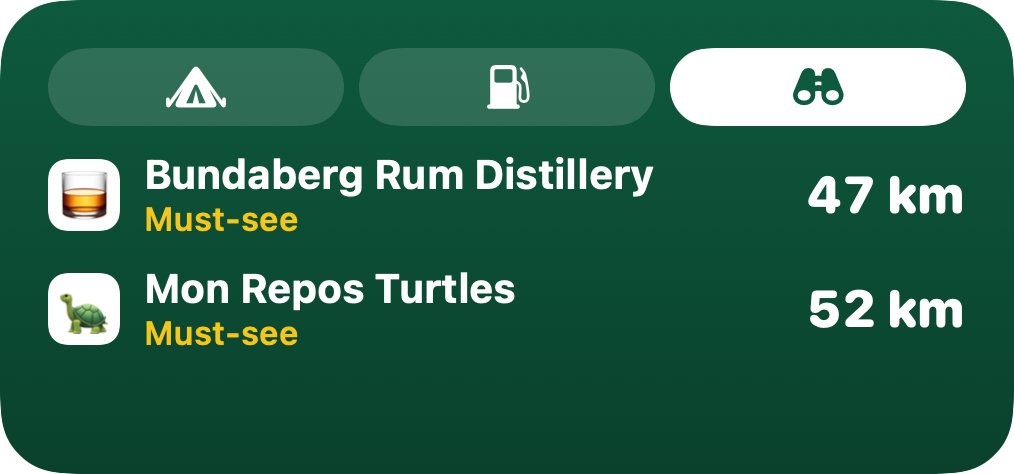 Bundaberg Rum Distillery
Must-see
47 km
Mon Repos Turtles
Must-see
52 km